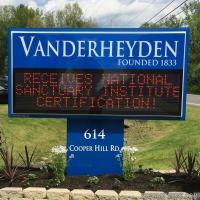 VANDERHEYDEN
FOUNDED 1833
RECEIVES NATIONAL
SANCTUARY INSTITUTE
CERTIFICATION!
614
COOPER HILL RD.